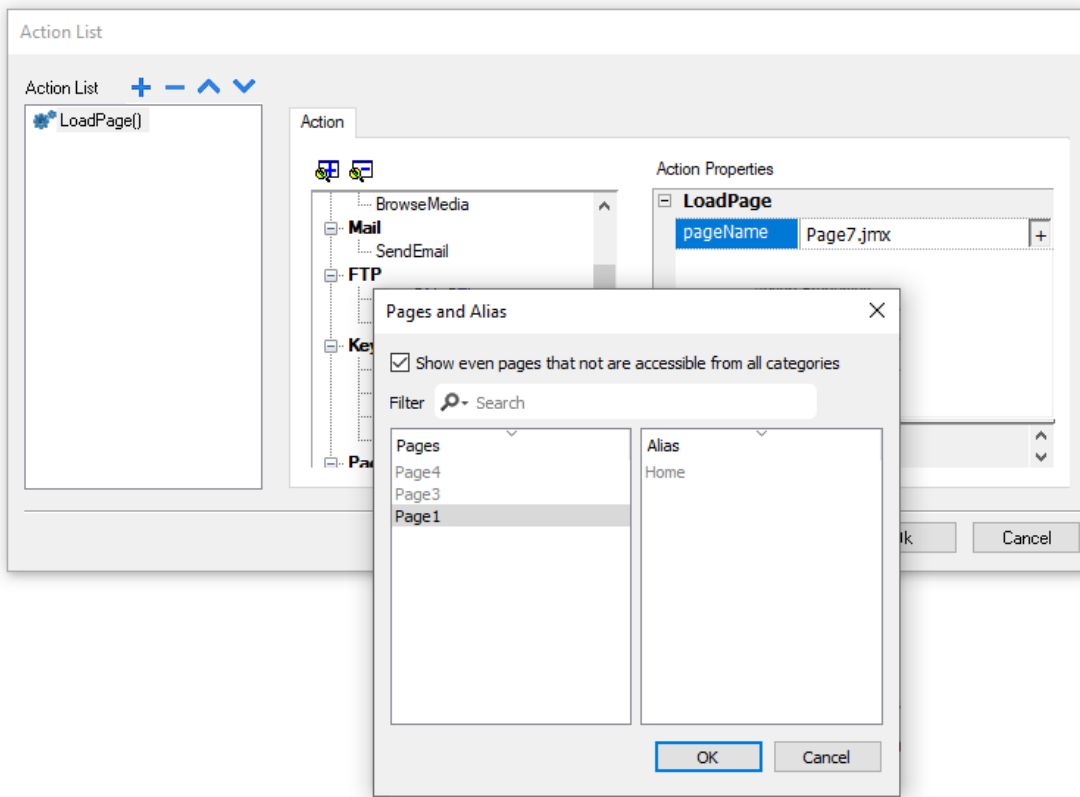 Action List
Action List
LoadPage()
Action
BrowseMedia
Mail
SendEmail
FTP
Key
Pag
Action Properties
LoadPage
pageName Page7.jmx +
Pages and Alias
Show even pages that not are accessible from all categories
Filter Search
Pages Alias
Page4 Home
Page3
Page1
Cancel
OK Cancel